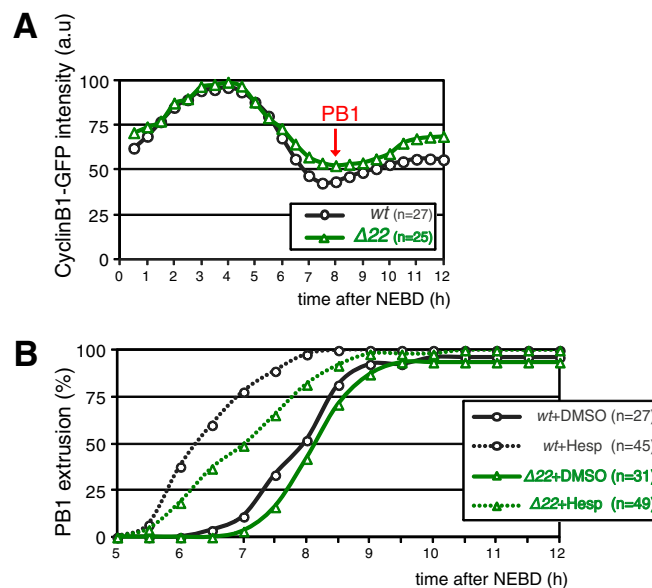 A
CyclinB1-GFP intensity (a.u)
100
75
50
25
0
PB1
wt (n=27)
Δ22 (n=25)
0 1 2 3 4 5 6 7 8 9 10 11 12
time after NEBD (h)
B
PB1 extrusion (%)
100
75
50
25
0
wt+DMSO (n=27)
wt+Hesp (n=45)
Δ22+DMSO (n=31)
Δ22+Hesp (n=49)
5 6 7 8 9 10 11 12
time after NEBD (h)